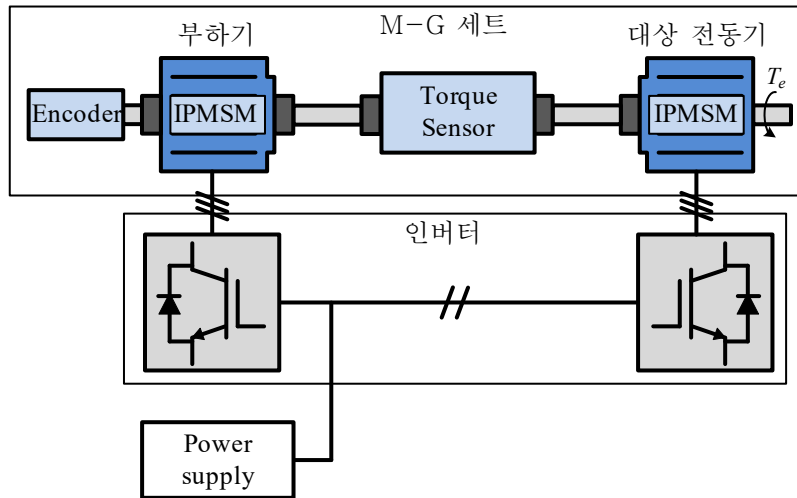 M-G 세트
부하기
대상 전동기
Encoder
IPMSM
Torque
Sensor
IPMSM
Te
인버터
Power
supply